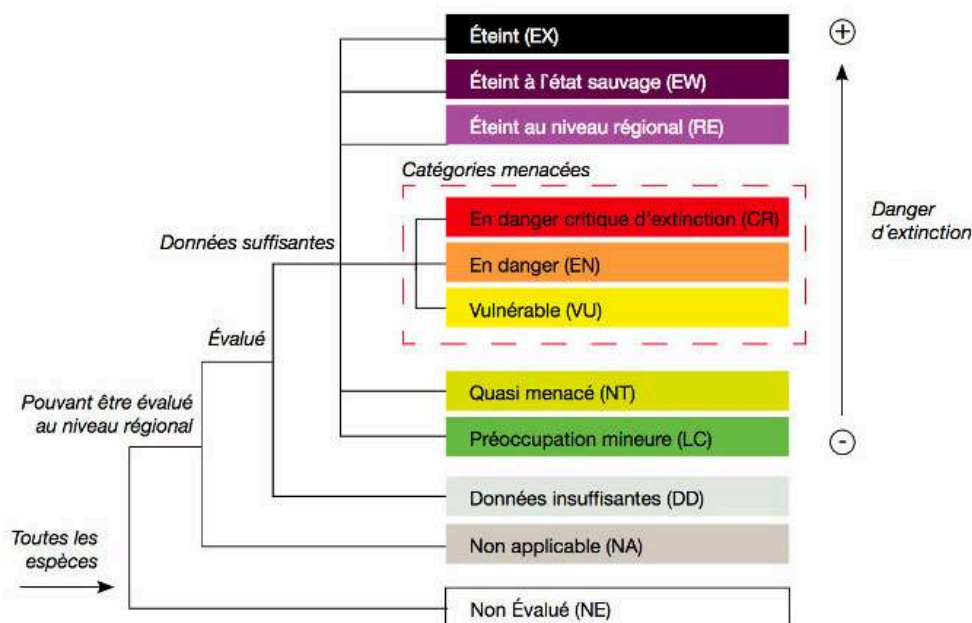 Éteint (EX)
+
Éteint à l`état sauvage (EW)
Éteint au niveau régional (RE)
Catégories menacées
En danger critique d'extinction (CR)
Danger
d´extinction
Données suffisantes
En danger (EN)
Vulnérable (VU)
Évalué
Quasi menacé (NT)
Pouvant être évalué
au niveau régional
Préoccupation mineure (LC)
-
Données insuffisantes (DD)
Toutes les
espèces
Non applicable (NA)
Non Évalué (NE)